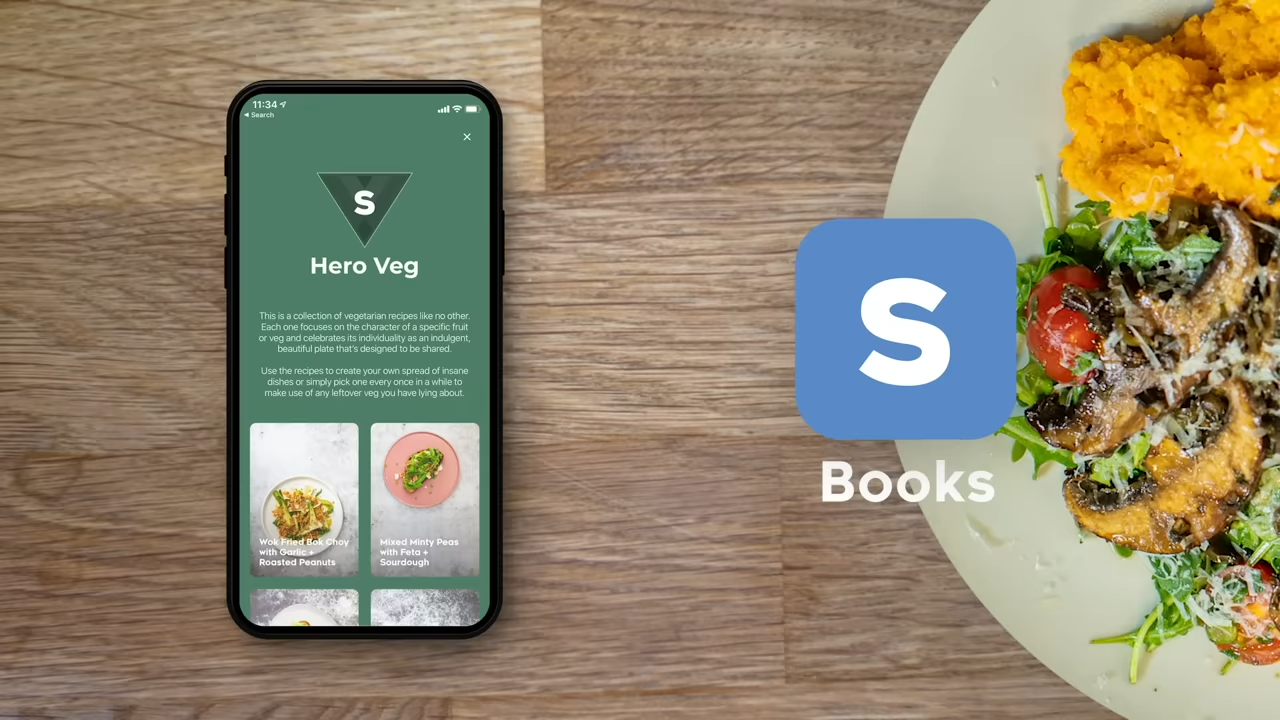 11:34
Search
S
Hero Veg
This is a collection of vegetarian recipes like no other.
Each one focuses on the character of a specific fruit
or veg and celebrates its individuality as an indulgent,
beautiful plate that's designed to be shared.
Use the recipes to create your own spread of insane
dishes or simply pick one every once in a while to
make use of any leftover veg you have lying about.
Wok Fried Bok Choy
with Garlic +
Roasted Peanuts
Mixed Minty Peas
with Feta +
Sourdough
S
Books